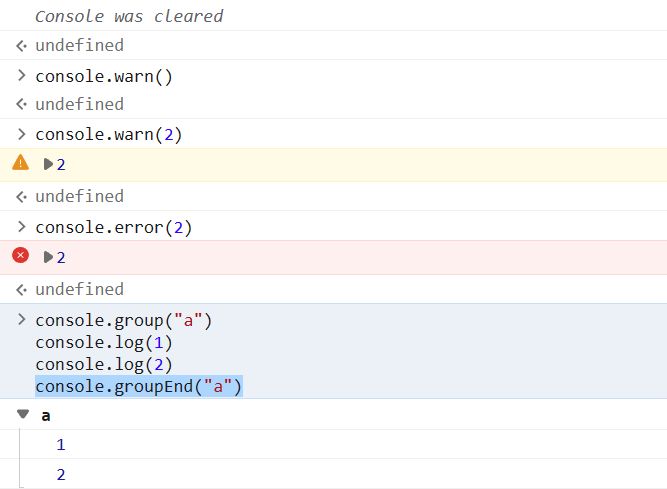 Console was cleared
undefined
console.warn()
undefined
console.warn(2)
2
undefined
console.error(2)
2
undefined
console.group("a")
console.log(1)
console.log(2)
console.groupEnd("a")
a
1
2